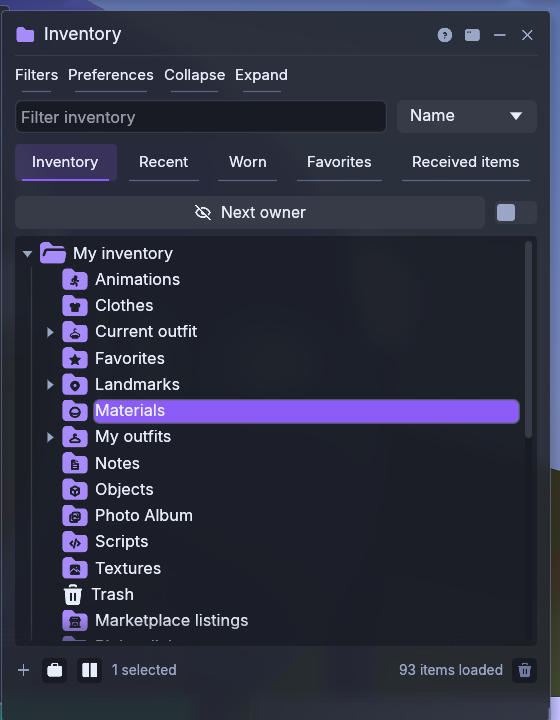 Inventory
Filters Preferences Collapse Expand
Filter inventory Name
Inventory Recent Worn Favorites Received items
Next owner
My inventory
Animations
Clothes
Current outfit
Favorites
Landmarks
Materials
My outfits
Notes
Objects
Photo Album
Scripts
Textures
Trash
Marketplace listings
1 selected 93 items loaded